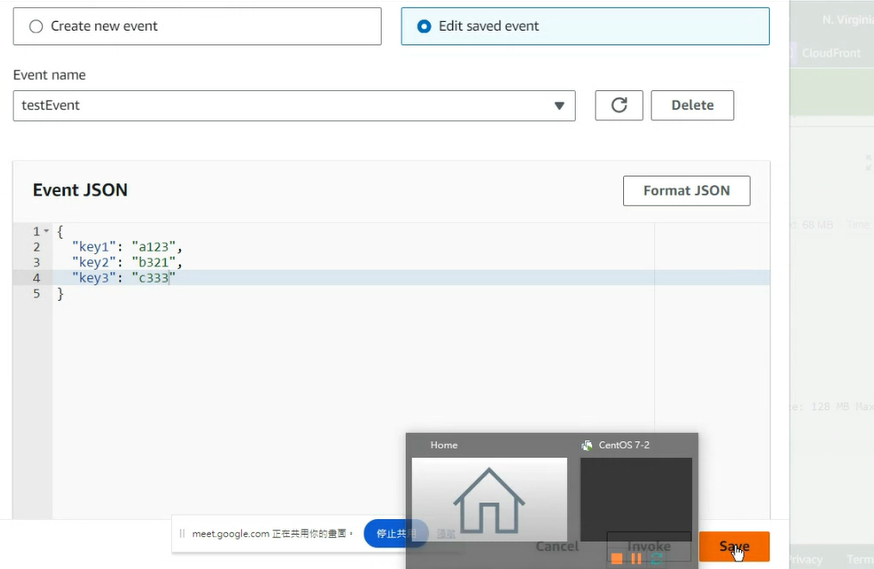 Create new event
Edit saved event
N. Virginia
CloudFront
Event name
testEvent
Delete
Event JSON
Format JSON
68 MB Time
1 {
2 "key1": "a123",
3 "key2": "b321",
4 "key3": "c333"
5 }
128 MB Max
Home
CentOS 7-2
meet.google.com 正在共用你的畫面。
停止共用
隱藏
Cancel
Invoke
Save
Privacy
Term